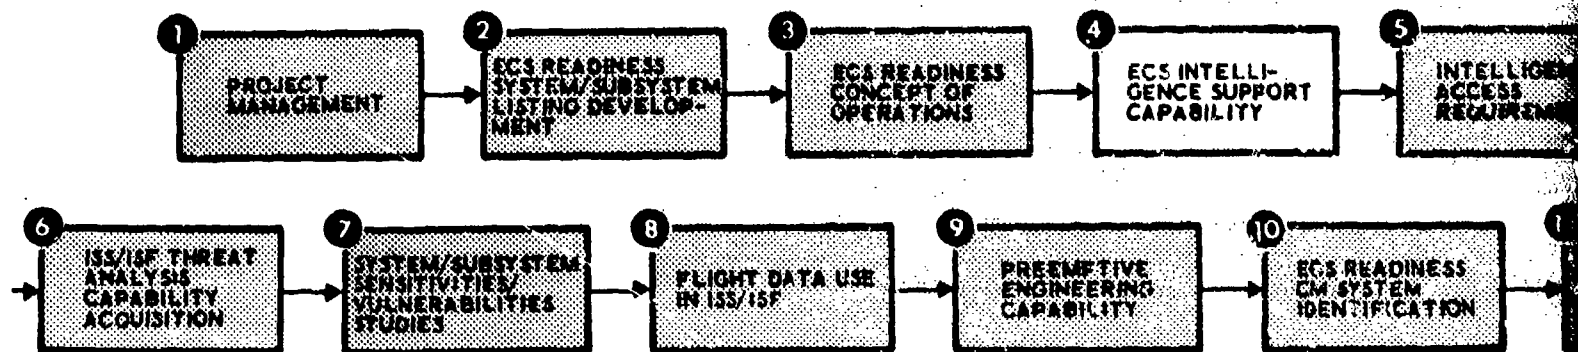 1
PROJECT
MANAGEMENT
2
ECS READINESS
SYSTEM/SUBSYSTEM
LISTING DEVELOP-
MENT
3
ECS READINESS
CONCEPT OF
OPERATIONS
4
ECS INTELLI-
GENCE SUPPORT
CAPABILITY
5
ACCESS
6
ISS/ISF THREAT
ANALYSIS
CAPABILITY
ACQUISITION
7
SYSTEM/SUBSYSTEM
SENSITIVITIES/
VULNERABILITIES
STUDIES
8
FLIGHT DATA USE
IN ISS/ISF
9
PREEMPTIVE
ENGINEERING
CAPABILITY
10
ECS READINESS
CM SYSTEM
IDENTIFICATION